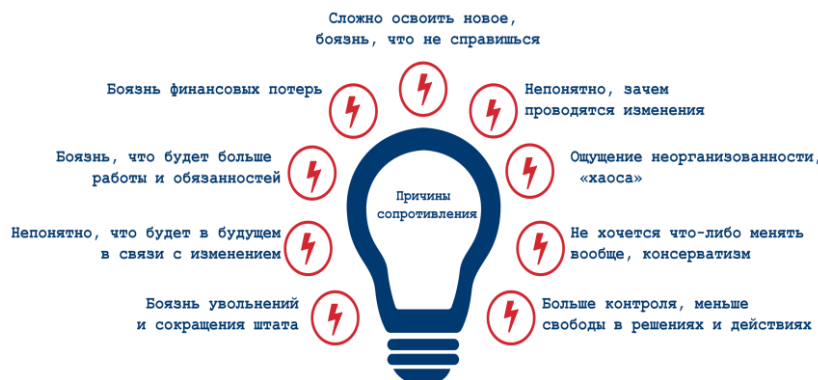 Сложно освоить новое,
боязнь, что не справишься
Боязнь финансовых потерь
Непонятно, зачем
проводятся изменения
Боязнь, что будет больше
работы и обязанностей
Ощущение неорганизованности,
«хаоса»
Причины
сопротивления
Непонятно, что будет в будущем
в связи с изменением
Не хочется что-либо менять
вообще, консерватизм
Боязнь увольнений
и сокращения штата
Больше контроля, меньше
свободы в решениях и действиях